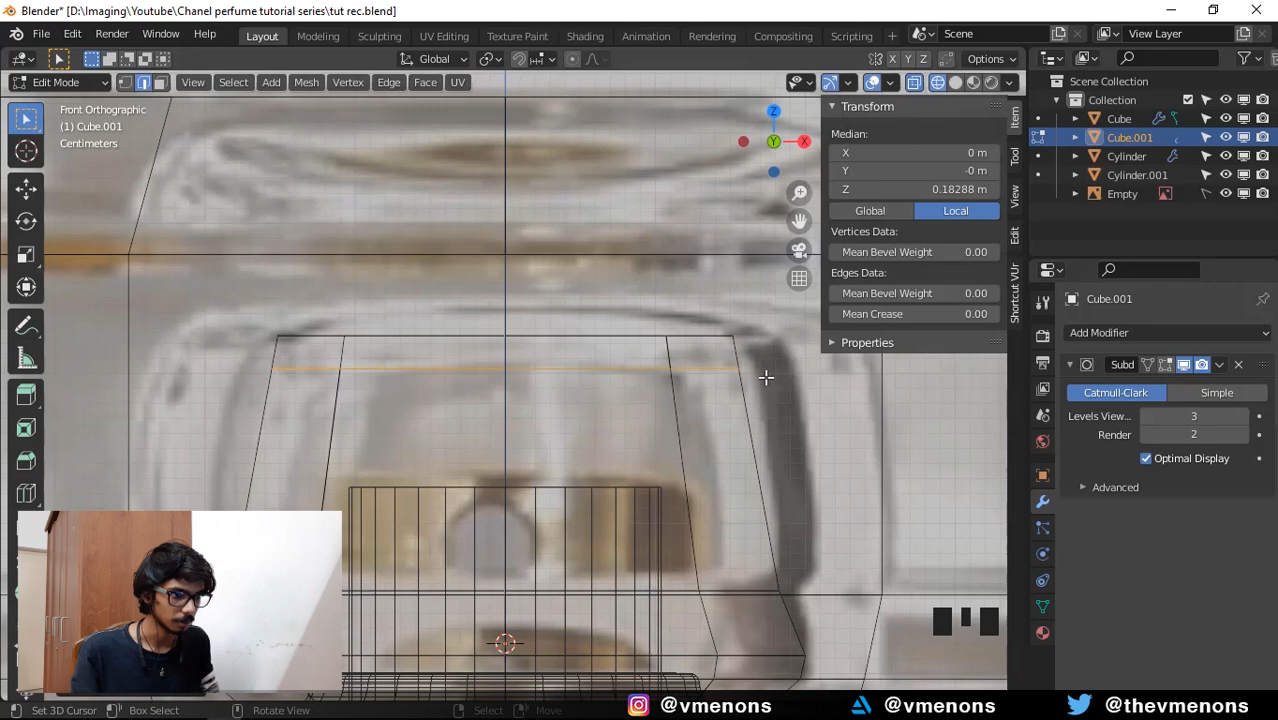 Blender* [D:\Imaging\Youtube\Chanel perfume tutorial series\tut rec.blend]
File Edit Render Window Help Layout Modeling Sculpting UV Editing Texture Paint Shading Animation Rendering Compositing Scripting + Scene View Layer
Global X Y Z Options
Edit Mode View Select Add Mesh Vertex Edge Face UV
Front Orthographic
(1) Cube.001
Centimeters
Z
Y
X
Transform
Median:
X 0 m
Y -0 m
Z 0.18288 m
Global Local
Vertices Data:
Mean Bevel Weight 0.00
Edges Data:
Mean Bevel Weight 0.00
Mean Crease 0.00
Properties
Item
Tool
View
Edit
Shortcut VUr
Scene Collection
Collection
Cube
Cube.001
Cylinder
Cylinder.001
Empty
Cube.001
Add Modifier
Subd
Catmull-Clark Simple
Levels View... 3
Render 2
Optimal Display
Advanced
@vmenons @vmenons @thevmenons
Set 3D Cursor Box Select Rotate View Select Move